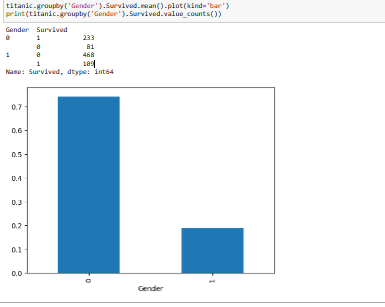 titanic.groupby('Gender').Survived.mean().plot(kind='bar')
print(titanic.groupby('Gender').Survived.value_counts())
Gender  Survived
0       1           233
        0            81
1       0           468
        1           109
Name: Survived, dtype: int64
0.7
0.6
0.5
0.4
0.3
0.2
0.1
0.0
0 1
Gender